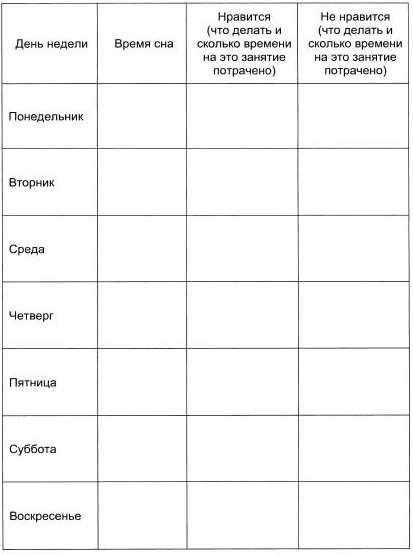 День недели
Время сна
Нравится
(что делать и
сколько времени
на это занятие
потрачено)
Не нравится
(что делать и
сколько времени
на это занятие
потрачено)
Понедельник
Вторник
Среда
Четверг
Пятница
Суббота
Воскресенье